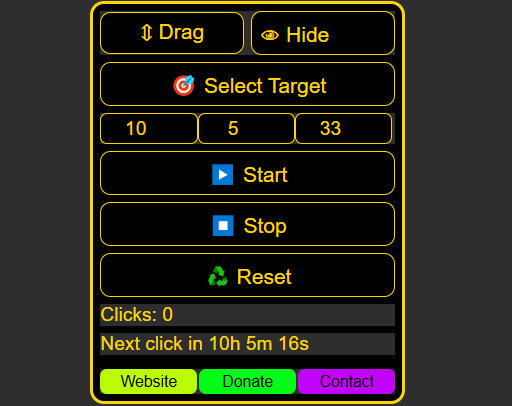 Drag Hide
Select Target
10 5 33
Start
Stop
Reset
Clicks: 0
Next click in 10h 5m 16s
Website Donate Contact